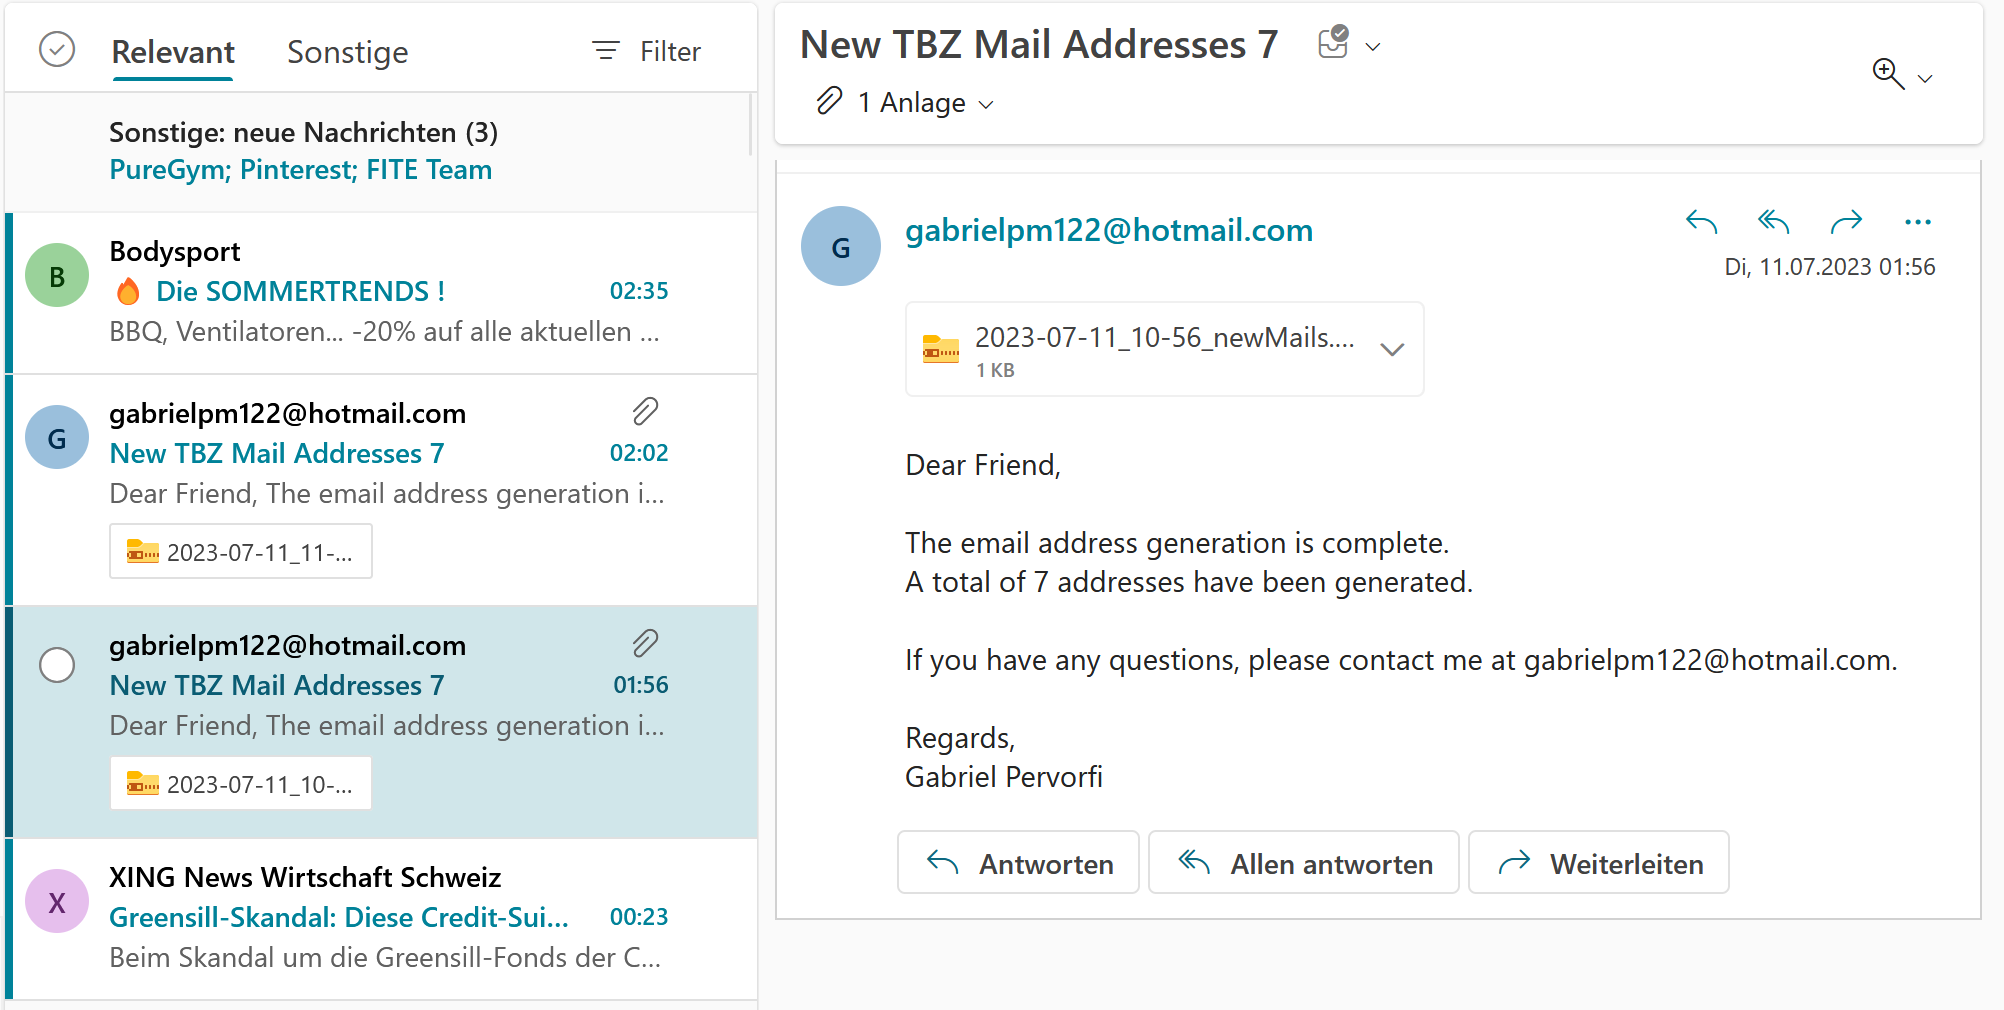 Relevant
Sonstige
Filter
Sonstige: neue Nachrichten (3)
PureGym; Pinterest; FITE Team
B
Bodysport
🔥 Die SOMMERTRENDS !
02:35
BBQ, Ventilatoren... -20% auf alle aktuellen ...
G
gabrielpm122@hotmail.com
New TBZ Mail Addresses 7
02:02
Dear Friend, The email address generation i...
2023-07-11_11-...
gabrielpm122@hotmail.com
New TBZ Mail Addresses 7
01:56
Dear Friend, The email address generation i...
2023-07-11_10-...
X
XING News Wirtschaft Schweiz
Greensill-Skandal: Diese Credit-Sui...
00:23
Beim Skandal um die Greensill-Fonds der C...
New TBZ Mail Addresses 7
1 Anlage
G
gabrielpm122@hotmail.com
Di, 11.07.2023 01:56
2023-07-11_10-56_newMails....
1 KB
Dear Friend,
The email address generation is complete.
A total of 7 addresses have been generated.
If you have any questions, please contact me at gabrielpm122@hotmail.com.
Regards,
Gabriel Pervorfi
Antworten
Allen antworten
Weiterleiten